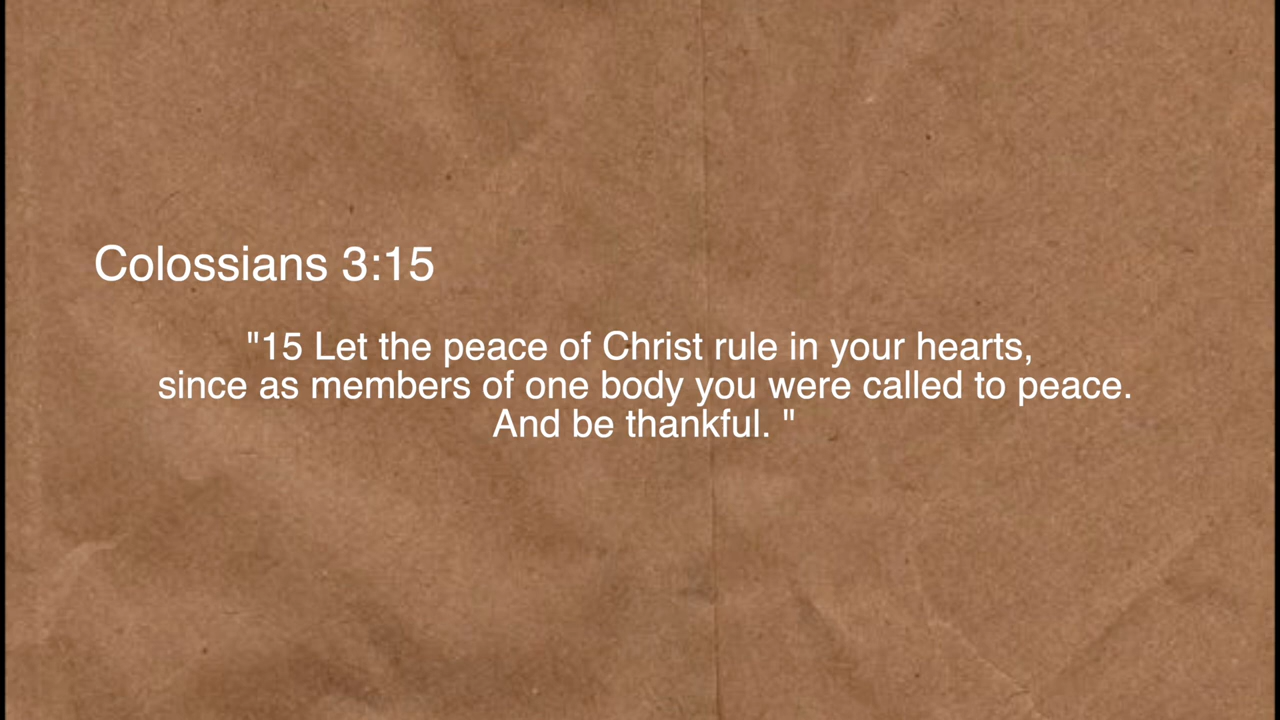 Colossians 3:15
"15 Let the peace of Christ rule in your hearts,
since as members of one body you were called to peace.
And be thankful. "